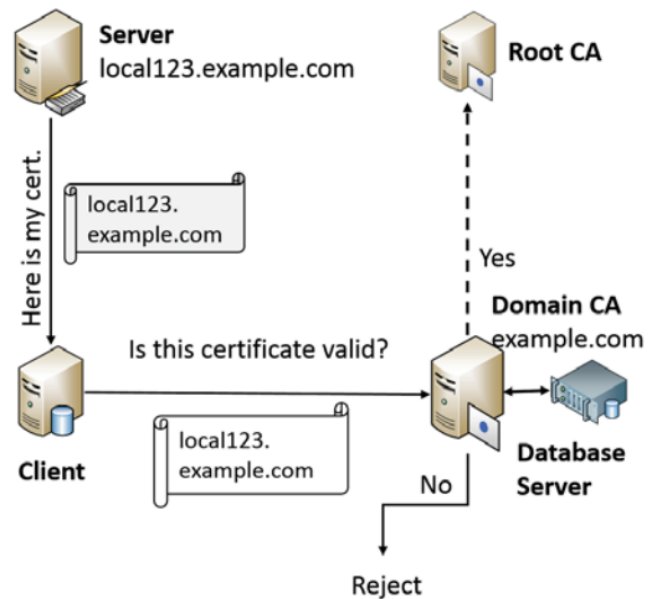 Server
local123.example.com
Root CA
Here is my cert.
local123.
example.com
Yes
Domain CA
example.com
Is this certificate valid?
local123.
example.com
Client
Database
Server
No
Reject